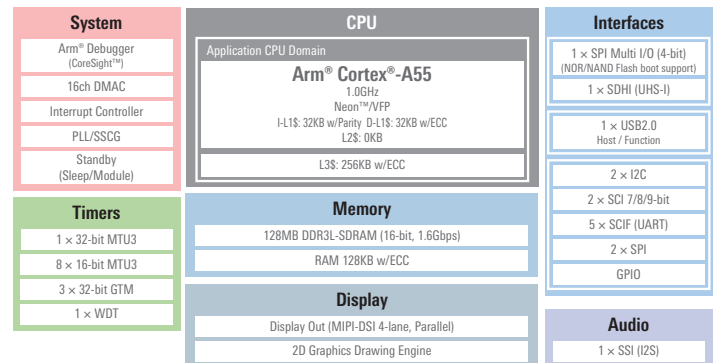 System
Arm® Debugger
(CoreSight™)
16ch DMAC
Interrupt Controller
PLL/SSCG
Standby
(Sleep/Module)
Timers
1 × 32-bit MTU3
8 × 16-bit MTU3
3 × 32-bit GTM
1 × WDT
CPU
Application CPU Domain
Arm® Cortex®-A55
1.0GHz
Neon™/VFP
I-L1$: 32KB w/Parity D-L1$: 32KB w/ECC
L2$: 0KB
L3$: 256KB w/ECC
Memory
128MB DDR3L-SDRAM (16-bit, 1.6Gbps)
RAM 128KB w/ECC
Display
Display Out (MIPI-DSI 4-lane, Parallel)
2D Graphics Drawing Engine
Interfaces
1 × SPI Multi I/O (4-bit)
(NOR/NAND Flash boot support)
1 × SDHI (UHS-I)
1 × USB2.0
Host / Function
2 × I2C
2 × SCI 7/8/9-bit
5 × SCIF (UART)
2 × SPI
GPIO
Audio
1 × SSI (I2S)